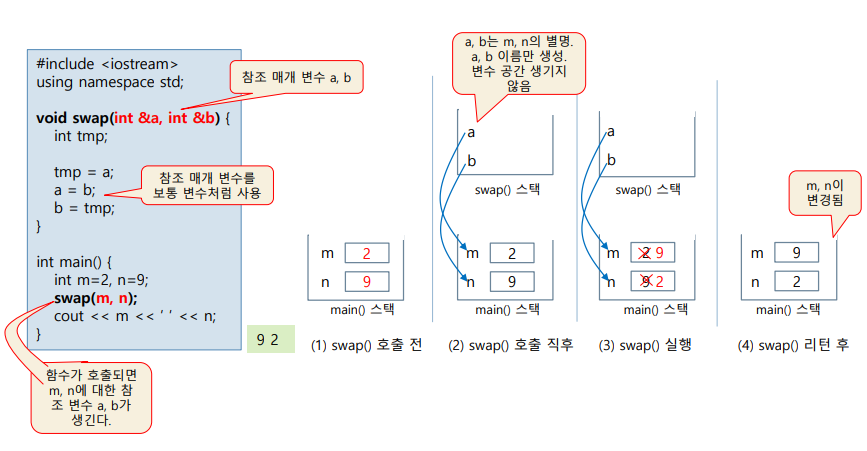 #include <iostream>
using namespace std;
void swap(int &a, int &b) {
int tmp;
tmp = a;
a = b;
b = tmp;
}
int main() {
int m=2, n=9;
swap(m, n);
cout << m << ' ' << n;
}
참조 매개 변수 a, b
참조 매개 변수를
보통 변수처럼 사용
함수가 호출되면
m, n에 대한 참
조 변수 a, b가
생긴다.
9 2
m 2
n 9
main() 스택
(1) swap() 호출 전
a, b는 m, n의 별명.
a, b 이름만 생성.
변수 공간 생기지
않음
a
b
swap() 스택
m 2
n 9
main() 스택
(2) swap() 호출 직후
a
b
swap() 스택
m 2 9
n 9 2
main() 스택
(3) swap() 실행
m, n이
변경됨
m 9
n 2
main() 스택
(4) swap() 리턴 후